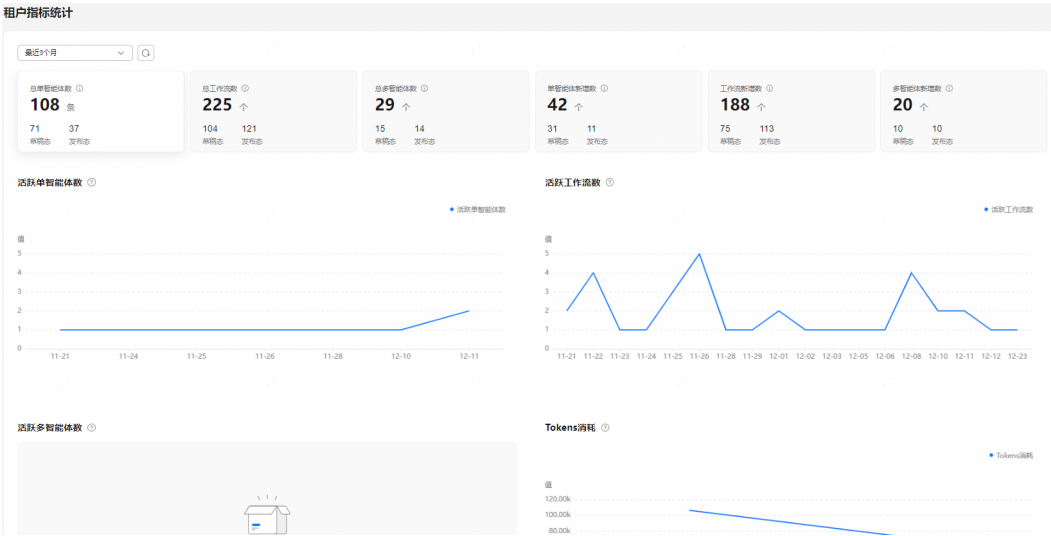 租户指标统计
最近3个月
总单智能体数 总工作流数 总多智能体数 单智能体新增数 工作流新增数 多智能体新增数
108 条 225 个 29 个 42 个 188 个 20 个
71 37 104 121 15 14 31 11 75 113 10 10
草稿态 发布态 草稿态 发布态 草稿态 发布态 草稿态 发布态 草稿态 发布态 草稿态 发布态
活跃单智能体数
活跃单智能体数
值
5
4
3
2
1
0
11-21 11-24 11-25 11-26 11-28 12-10 12-11
活跃工作流数
活跃工作流数
值
5
4
3
2
1
0
11-21 11-22 11-23 11-24 11-25 11-26 11-28 11-29 12-01 12-02 12-03 12-05 12-06 12-08 12-10 12-11 12-12 12-23
活跃多智能体数
Tokens消耗
Tokens消耗
值
120.00k
100.00k
80.00k